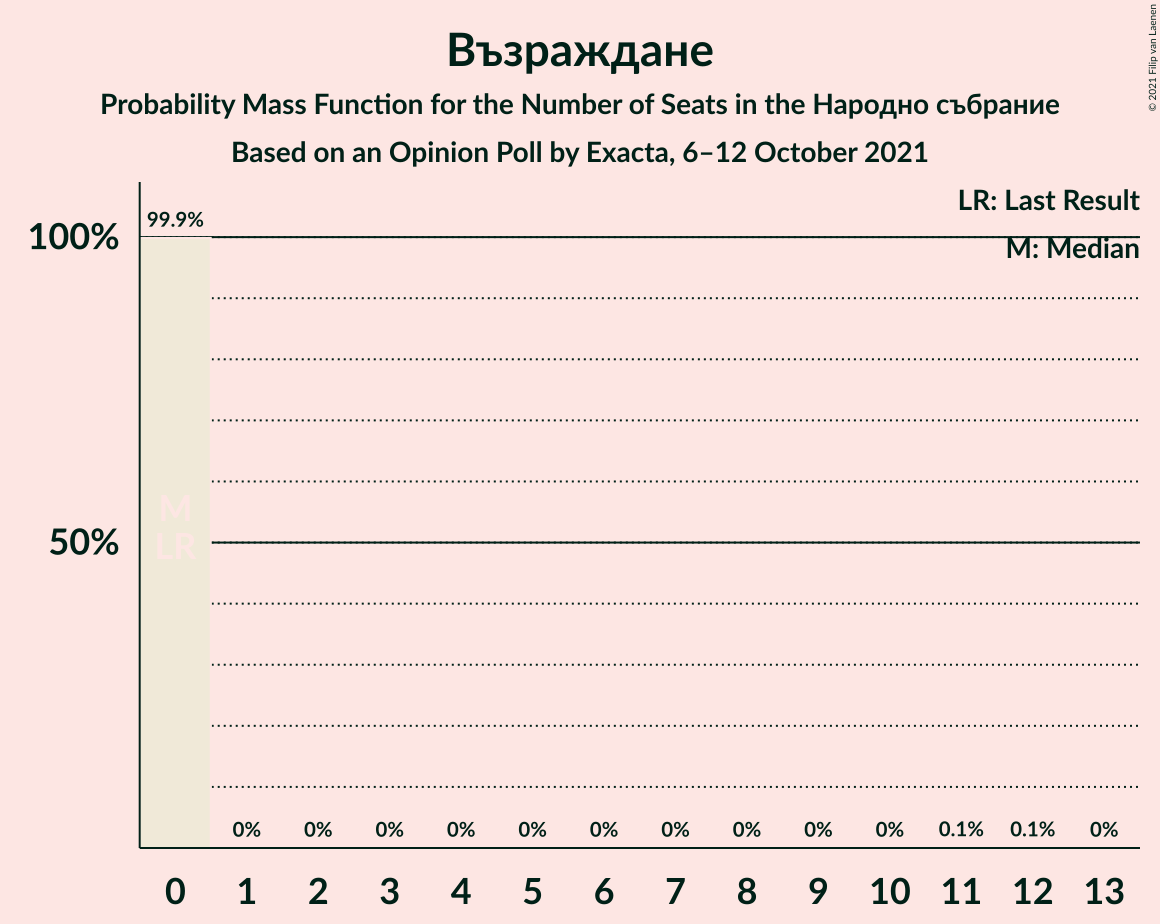 Възраждане
Probability Mass Function for the Number of Seats in the Народно събрание
Based on an Opinion Poll by Exacta, 6–12 October 2021
© 2021 Filip van Laenen
LR: Last Result
M: Median
99.9%
100%
M
50%
LR
0% 0% 0% 0% 0% 0% 0% 0% 0% 0% 0.1% 0.1% 0%
0 1 2 3 4 5 6 7 8 9 10 11 12 13